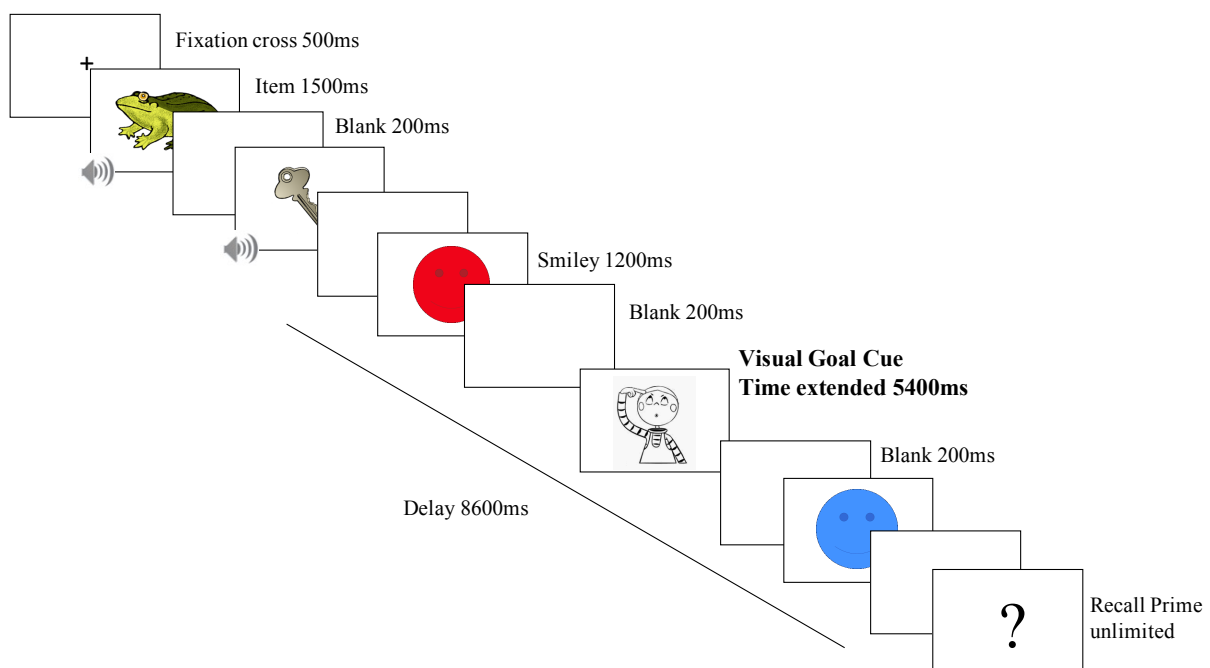 Fixation cross 500ms
+
Item 1500ms
Blank 200ms
Smiley 1200ms
Blank 200ms
Visual Goal Cue
Time extended 5400ms
Blank 200ms
Delay 8600ms
?
Recall Prime
unlimited